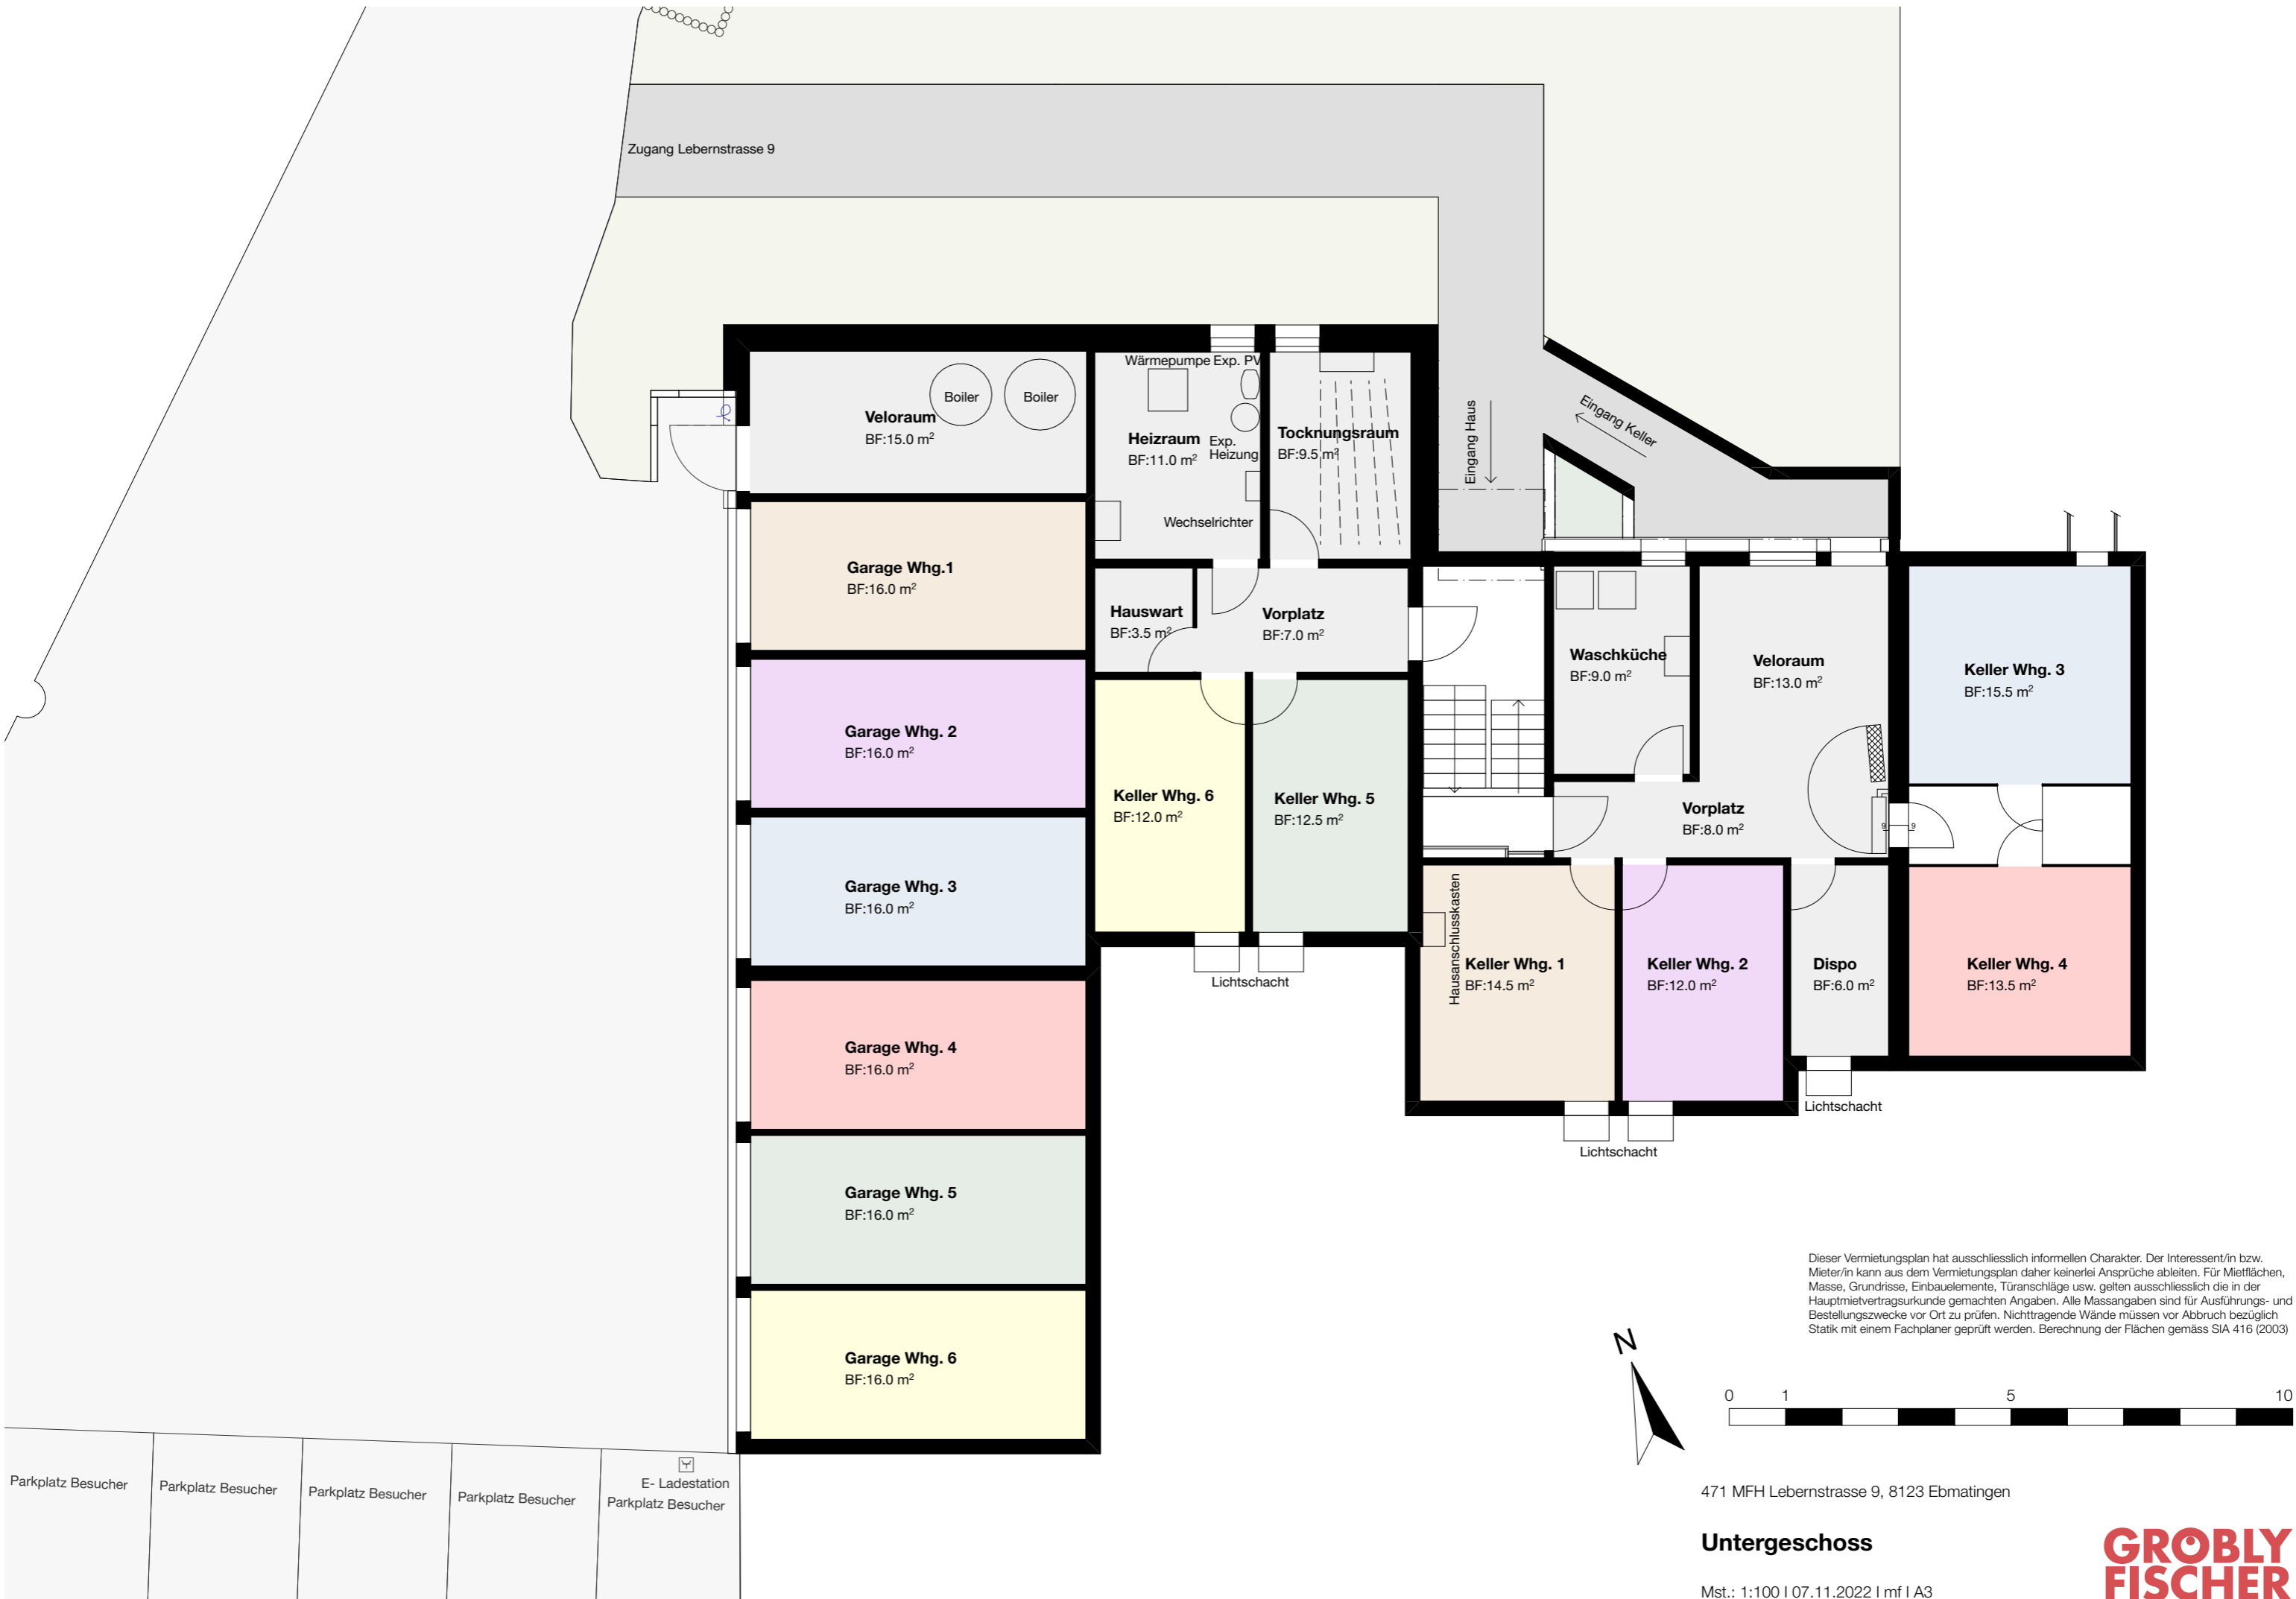 Zugang Lebernstrasse 9
Eingang Haus
Eingang Keller
Veloraum
BF:15.0 m²
Boiler
Boiler
Wärmepumpe
Exp. PV
Heizraum
BF:11.0 m²
Exp.
Heizung
Wechselrichter
Tocknungsraum
BF:9.5 m²
Garage Whg.1
BF:16.0 m²
Hauswart
BF:3.5 m²
Vorplatz
BF:7.0 m²
Waschküche
BF:9.0 m²
Veloraum
BF:13.0 m²
Keller Whg. 3
BF:15.5 m²
Garage Whg. 2
BF:16.0 m²
Keller Whg. 6
BF:12.0 m²
Keller Whg. 5
BF:12.5 m²
Vorplatz
BF:8.0 m²
9
9
Garage Whg. 3
BF:16.0 m²
Hausanschlusskasten
Keller Whg. 1
BF:14.5 m²
Keller Whg. 2
BF:12.0 m²
Dispo
BF:6.0 m²
Keller Whg. 4
BF:13.5 m²
Lichtschacht
Garage Whg. 4
BF:16.0 m²
Lichtschacht
Lichtschacht
Garage Whg. 5
BF:16.0 m²
Garage Whg. 6
BF:16.0 m²
Dieser Vermietungsplan hat ausschliesslich informellen Charakter. Der Interessent/in bzw.
Mieter/in kann aus dem Vermietungsplan daher keinerlei Ansprüche ableiten. Für Mietflächen,
Masse, Grundrisse, Einbauelemente, Türanschläge usw. gelten ausschliesslich die in der
Hauptmietvertragsurkunde gemachten Angaben. Alle Massangaben sind für Ausführungs- und
Bestellungszwecke vor Ort zu prüfen. Nichttragende Wände müssen vor Abbruch bezüglich
Statik mit einem Fachplaner geprüft werden. Berechnung der Flächen gemäss SIA 416 (2003)
N
0 1 5 10
Parkplatz Besucher
Parkplatz Besucher
Parkplatz Besucher
Parkplatz Besucher
E- Ladestation
Parkplatz Besucher
471 MFH Lebernstrasse 9, 8123 Ebmatingen
Untergeschoss
Mst.: 1:100 I 07.11.2022 I mf I A3
GROBLY
FISCHER